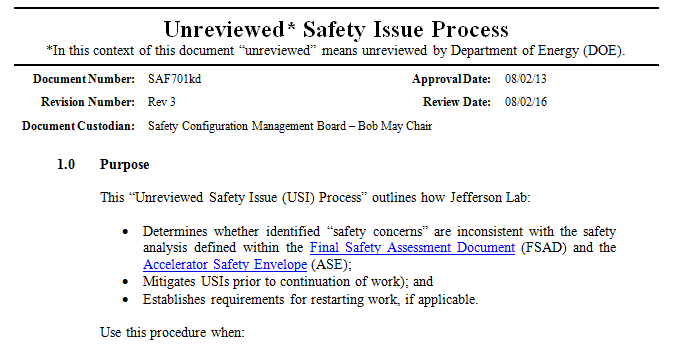 Unreviewed* Safety Issue Process
*In this context of this document “unreviewed” means unreviewed by Department of Energy (DOE).
Document Number: SAF701kd Approval Date: 08/02/13
Revision Number: Rev 3 Review Date: 08/02/16
Document Custodian: Safety Configuration Management Board – Bob May Chair
1.0 Purpose
This “Unreviewed Safety Issue (USI) Process” outlines how Jefferson Lab:
• Determines whether identified “safety concerns” are inconsistent with the safety
analysis defined within the Final Safety Assessment Document (FSAD) and the
Accelerator Safety Envelope (ASE);
• Mitigates USIs prior to continuation of work); and
• Establishes requirements for restarting work, if applicable.
Use this procedure when: